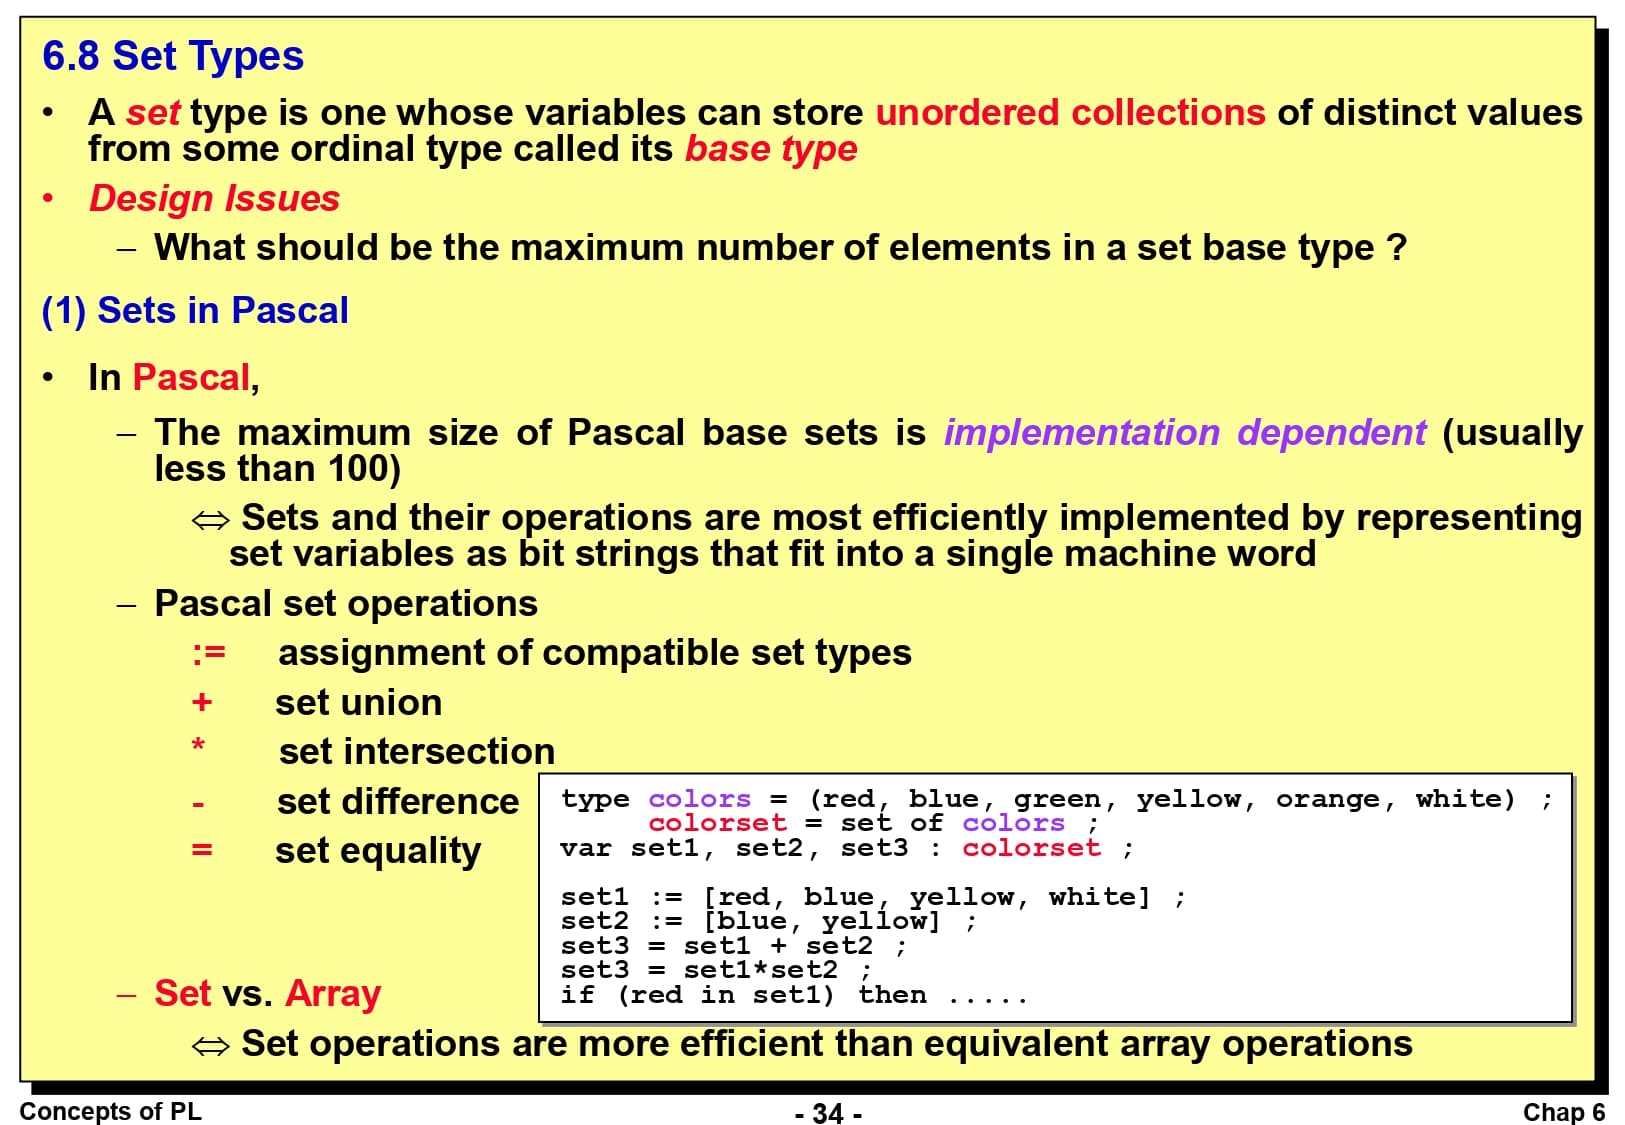 6.8 Set Types
• A set type is one whose variables can store unordered collections of distinct values
from some ordinal type called its base type
• Design Issues
– What should be the maximum number of elements in a set base type ?
(1) Sets in Pascal
• In Pascal,
– The maximum size of Pascal base sets is implementation dependent (usually
less than 100)
⇔ Sets and their operations are most efficiently implemented by representing
set variables as bit strings that fit into a single machine word
– Pascal set operations
:= assignment of compatible set types
+ set union
* set intersection
- set difference
= set equality
type colors = (red, blue, green, yellow, orange, white) ;
colorset = set of colors ;
var set1, set2, set3 : colorset ;
set1 := [red, blue, yellow, white] ;
set2 := [blue, yellow] ;
set3 = set1 + set2 ;
set3 = set1*set2 ;
if (red in set1) then .....
– Set vs. Array
⇔ Set operations are more efficient than equivalent array operations
Concepts of PL
- 34 -
Chap 6